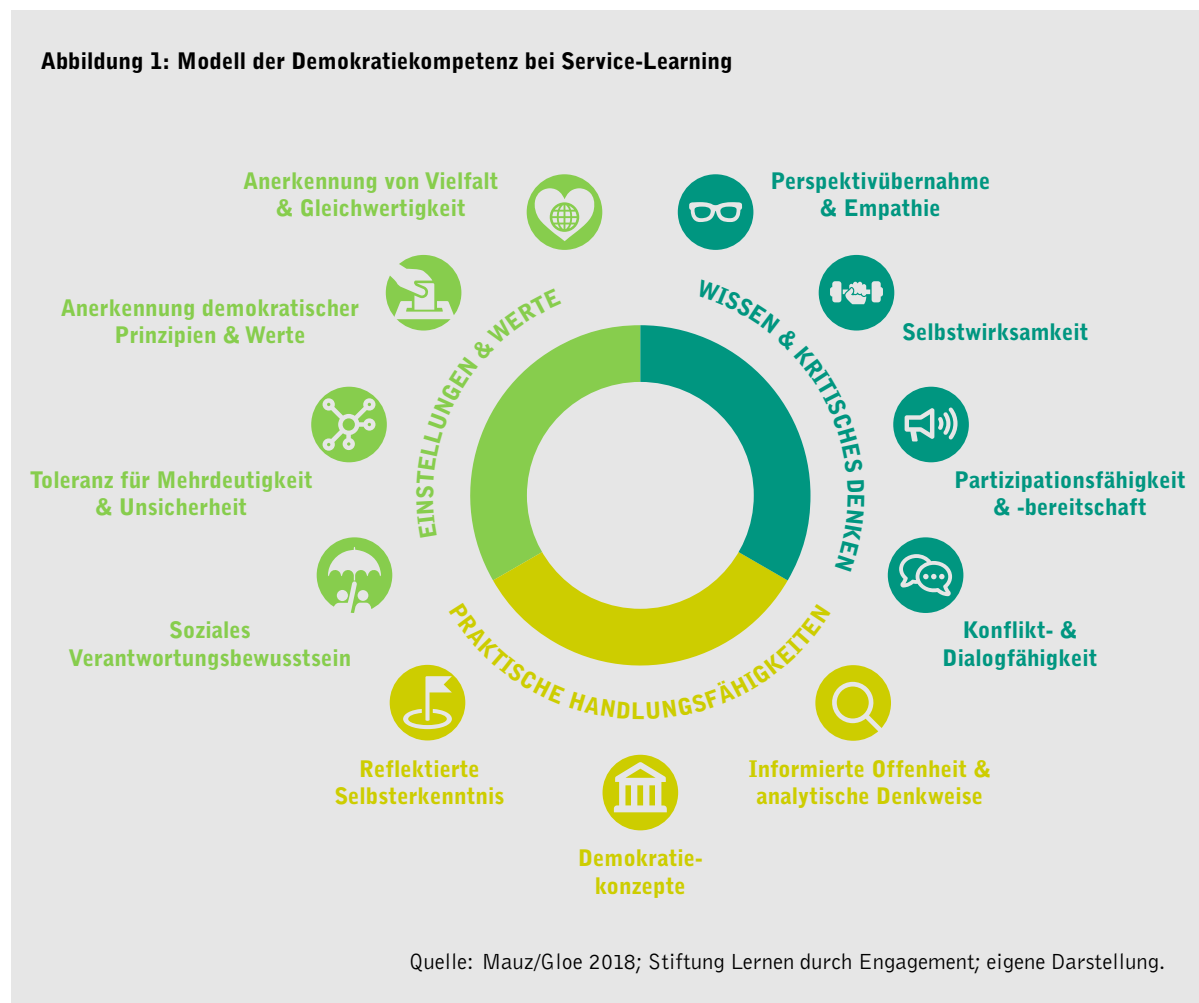 Abbildung 1: Modell der Demokratiekompetenz bei Service-Learning
Anerkennung von Vielfalt
& Gleichwertigkeit
Perspektivübernahme
& Empathie
Anerkennung demokratischer
Prinzipien & Werte
Selbstwirksamkeit
EINSTELLUNGEN & WERTE
WISSEN & KRITISCHES DENKEN
Toleranz für Mehrdeutigkeit
& Unsicherheit
Partizipationsfähigkeit
& -bereitschaft
Soziales
Verantwortungsbewusstsein
Konflikt- &
Dialogfähigkeit
PRAKTISCHE HANDLUNGSFÄHIGKEITEN
Reflektierte
Selbsterkenntnis
Demokratie-
konzepte
Informierte Offenheit &
analytische Denkweise
Quelle: Mauz/Gloe 2018; Stiftung Lernen durch Engagement; eigene Darstellung.